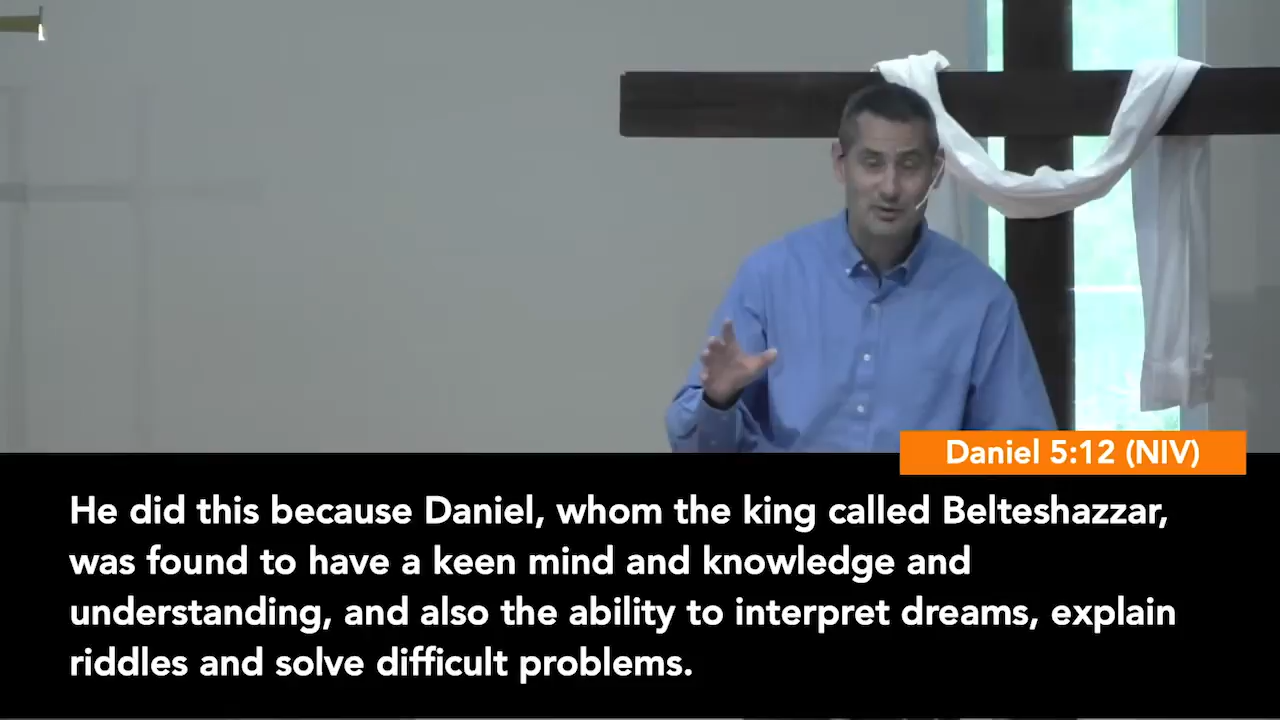 Daniel 5:12 (NIV)
He did this because Daniel, whom the king called Belteshazzar,
was found to have a keen mind and knowledge and
understanding, and also the ability to interpret dreams, explain
riddles and solve difficult problems.